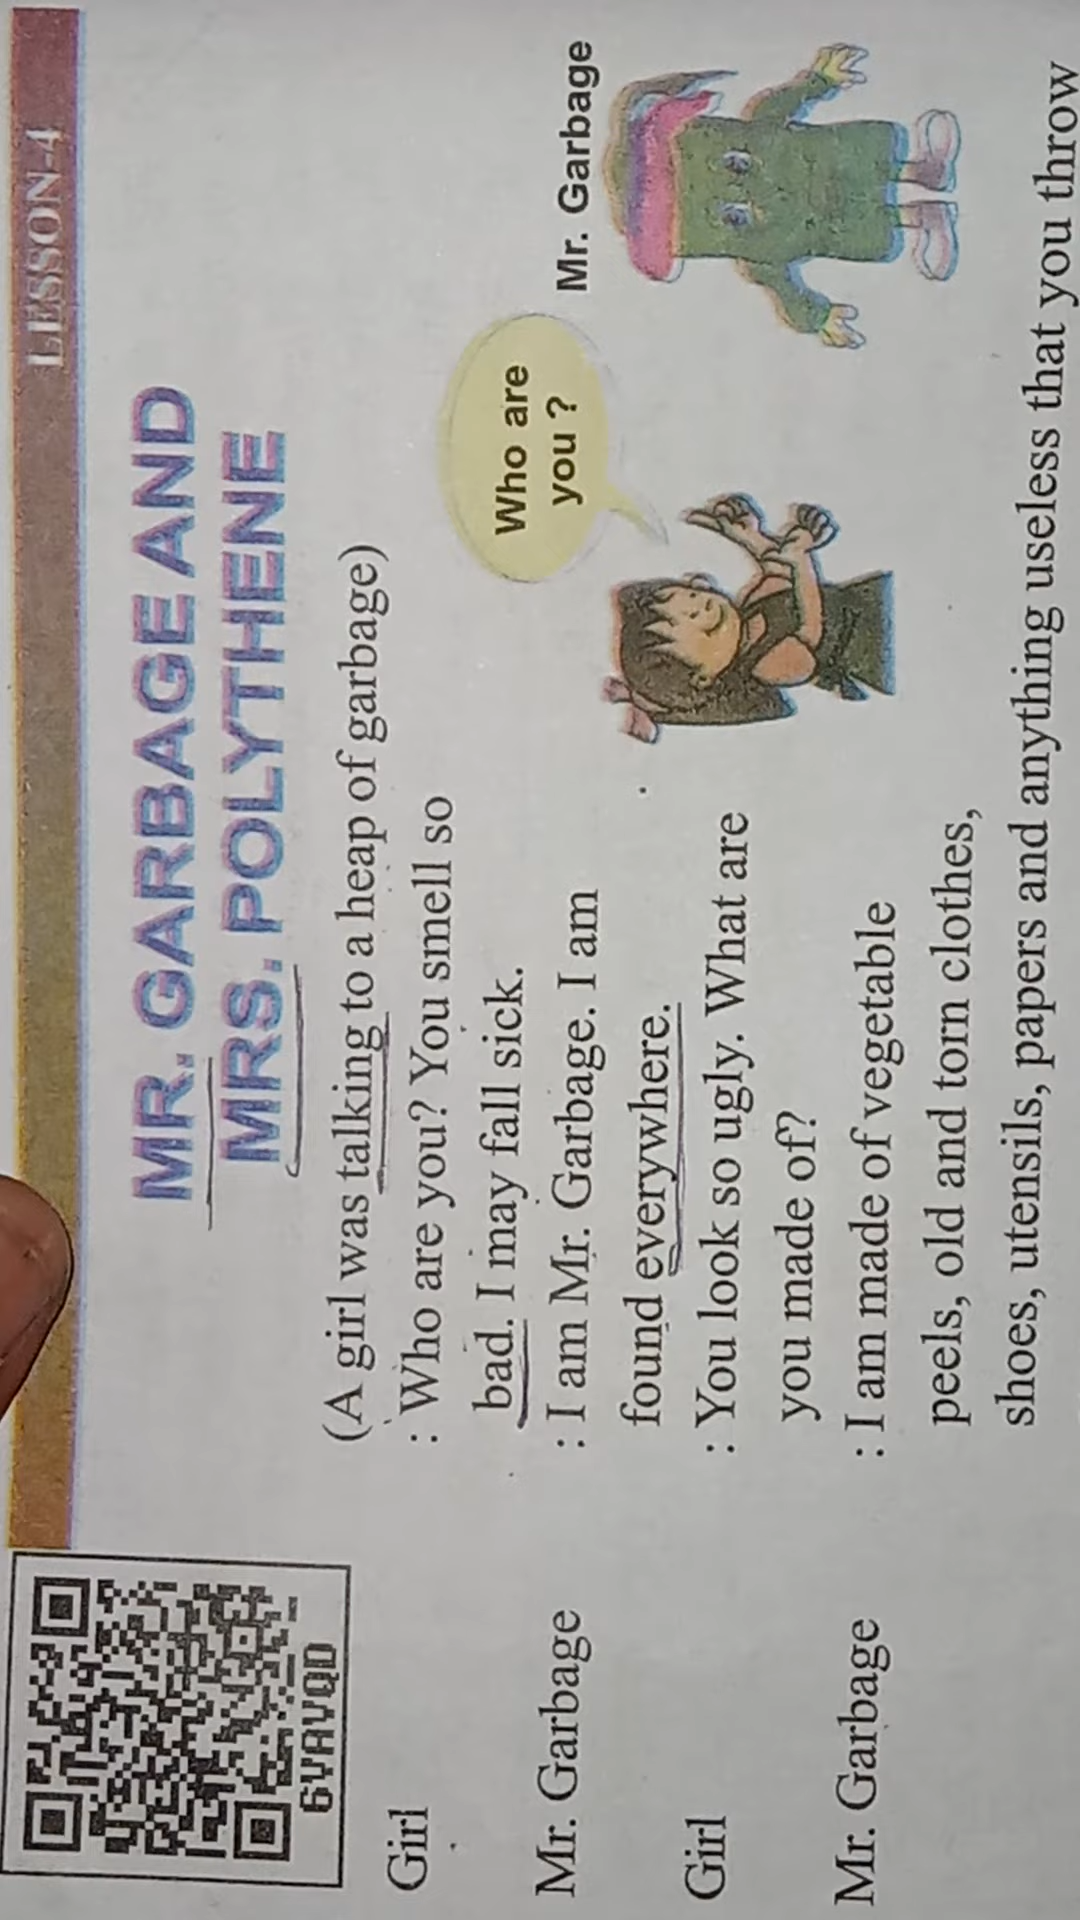 LESSON-4
6VAVQD
MR. GARBAGE AND
MRS. POLYTHENE
(A girl was talking to a heap of garbage)
Girl : Who are you? You smell so
bad. I may fall sick.
Who are
you ?
Mr. Garbage : I am Mr. Garbage. I am
found everywhere.
Mr. Garbage
Girl : You look so ugly. What are
you made of?
Mr. Garbage : I am made of vegetable
peels, old and torn clothes,
shoes, utensils, papers and anything useless that you throw